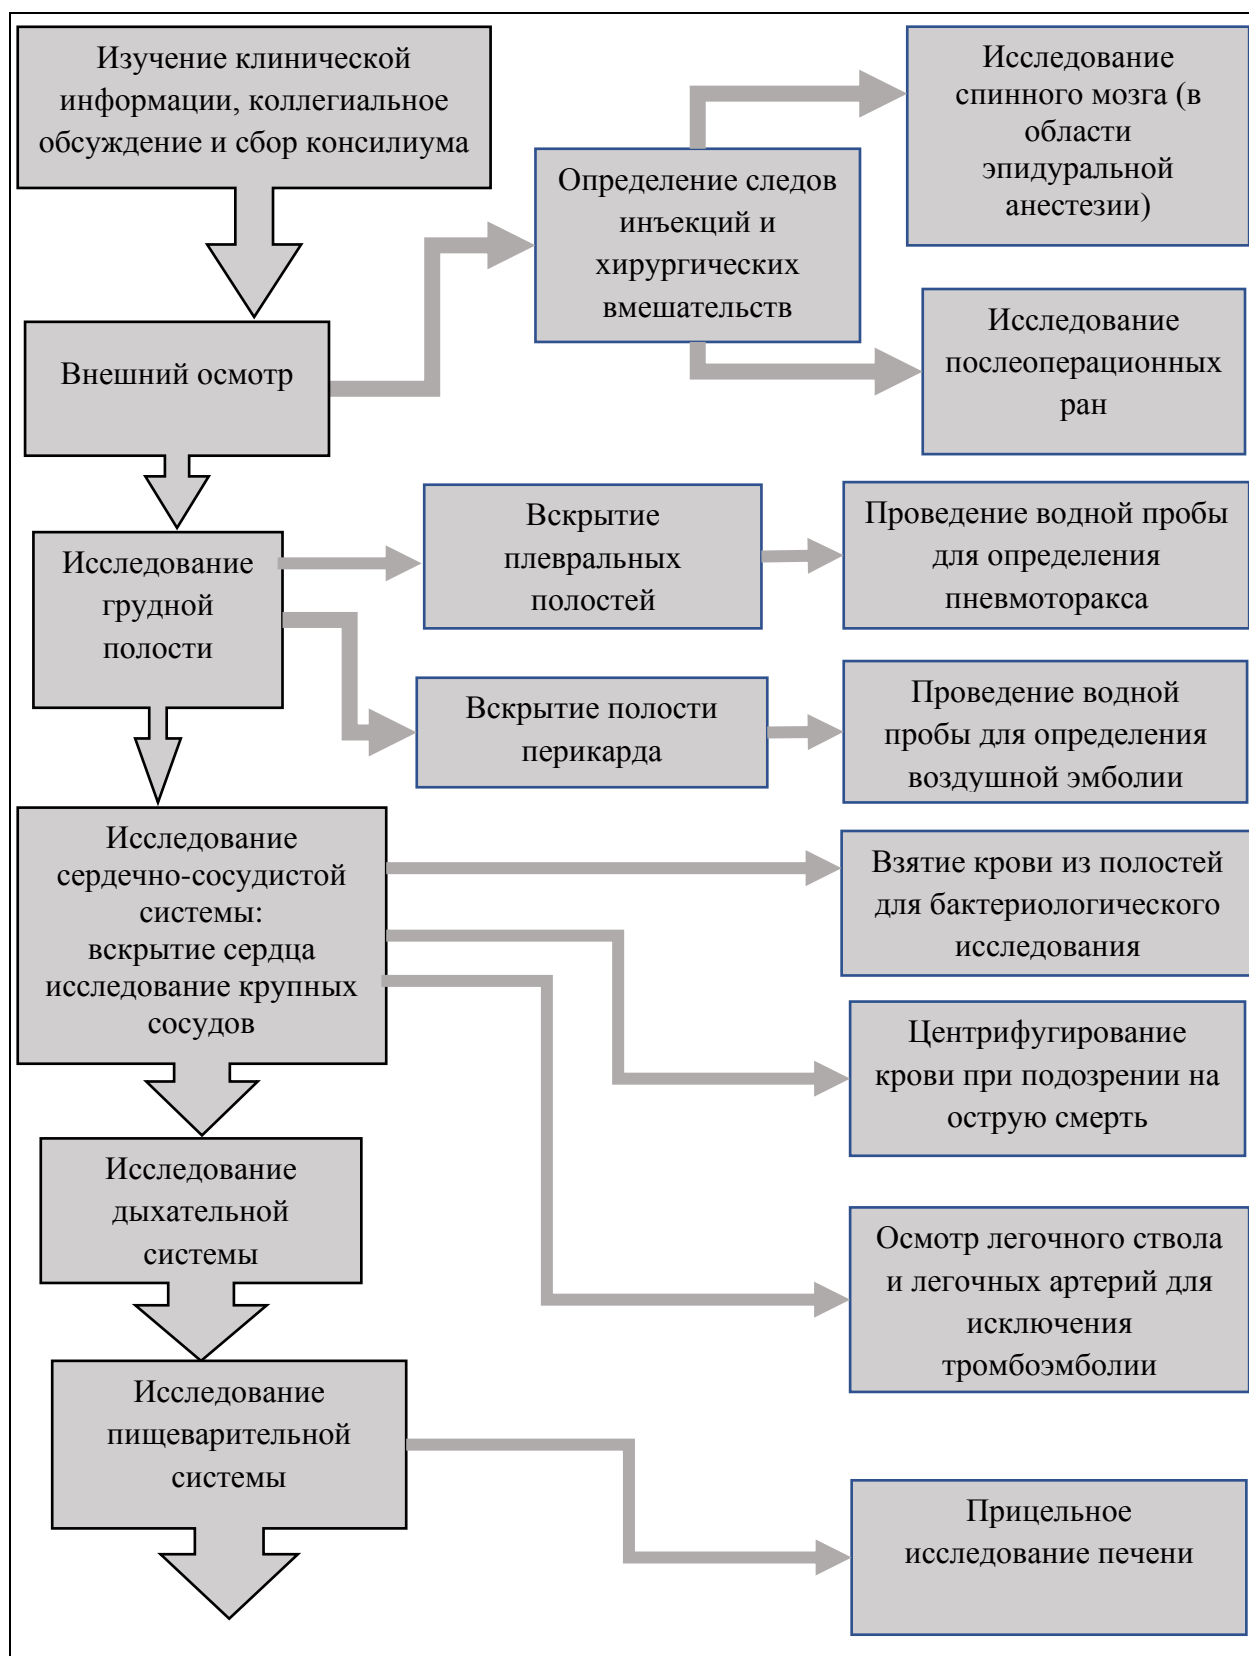 Изучение клинической
информации, коллегиальное
обсуждение и сбор консилиума
Исследование
спинного мозга (в
области
эпидуральной
анестезии)
Определение следов
инъекций и
хирургических
вмешательств
Исследование
послеоперационных
ран
Внешний осмотр
Исследование
грудной
полости
Вскрытие
плевральных
полостей
Проведение водной пробы
для определения
пневмоторакса
Вскрытие полости
перикарда
Проведение водной
пробы для определения
воздушной эмболии
Исследование
сердечно-сосудистой
системы:
вскрытие сердца
исследование крупных
сосудов
Взятие крови из полостей
для бактериологического
исследования
Центрифугирование
крови при подозрении на
острую смерть
Исследование
дыхательной
системы
Осмотр легочного ствола
и легочных артерий для
исключения
тромбоэмболии
Исследование
пищеварительной
системы
Прицельное
исследование печени